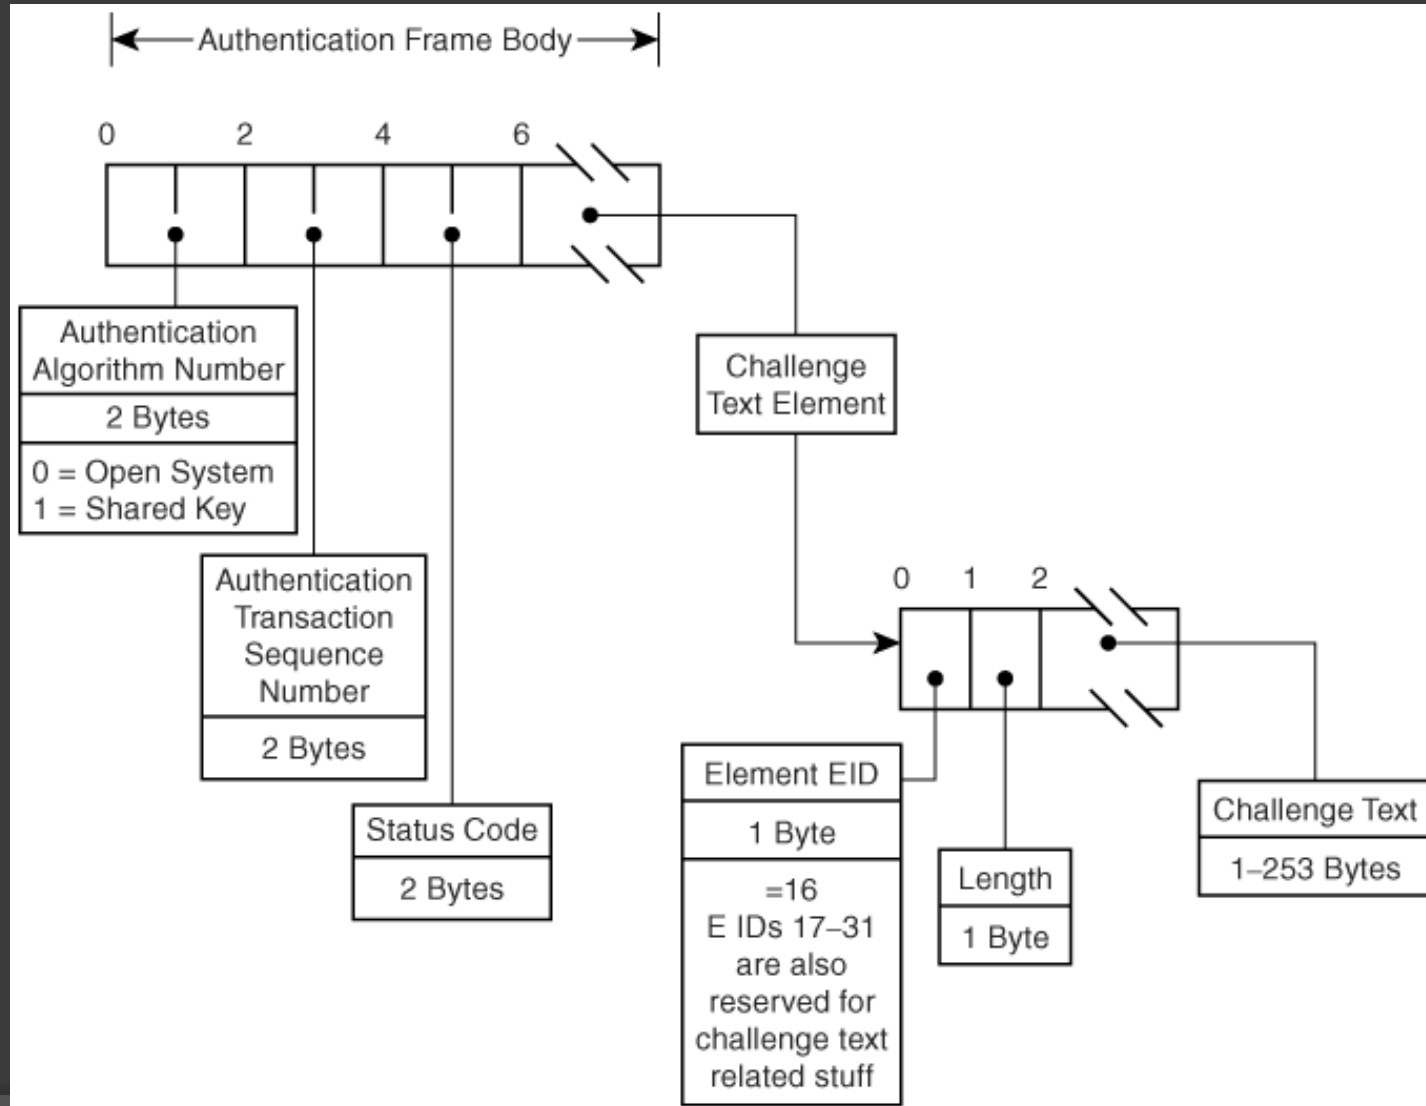 Authentication Frame Body
0 2 4 6
Authentication
Algorithm Number
2 Bytes
0 = Open System
1 = Shared Key
Authentication
Transaction
Sequence
Number
2 Bytes
Status Code
2 Bytes
Challenge
Text Element
0 1 2
Element EID
1 Byte
=16
E IDs 17–31
are also
reserved for
challenge text
related stuff
Length
1 Byte
Challenge Text
1–253 Bytes